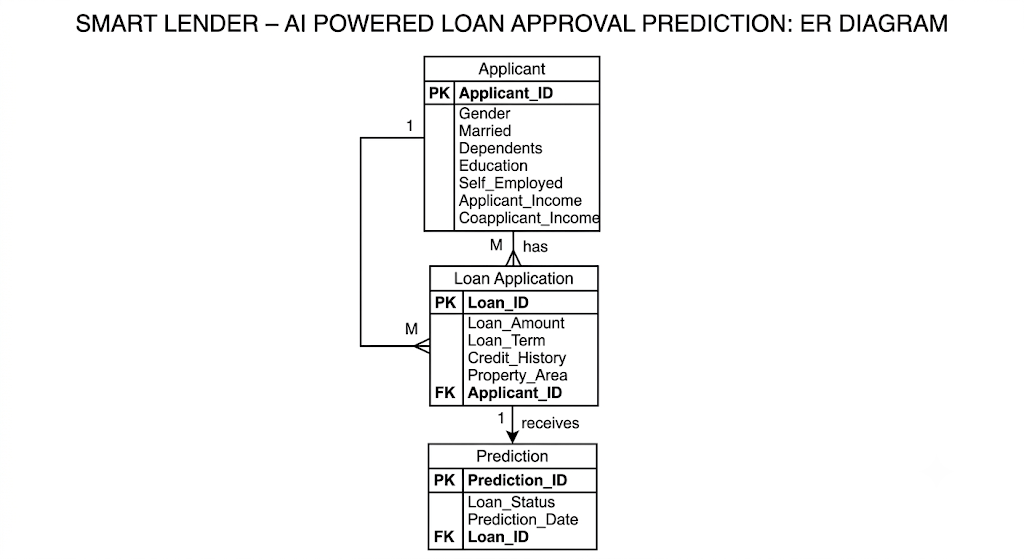 SMART LENDER – AI POWERED LOAN APPROVAL PREDICTION: ER DIAGRAM
Applicant
PK Applicant_ID
Gender
1
Married
Dependents
Education
Self_Employed
Applicant_Income
Coapplicant_Income
M has
Loan Application
PK Loan_ID
Loan_Amount
M
Loan_Term
Credit_History
Property_Area
FK Applicant_ID
1 receives
Prediction
PK Prediction_ID
Loan_Status
Prediction_Date
FK Loan_ID